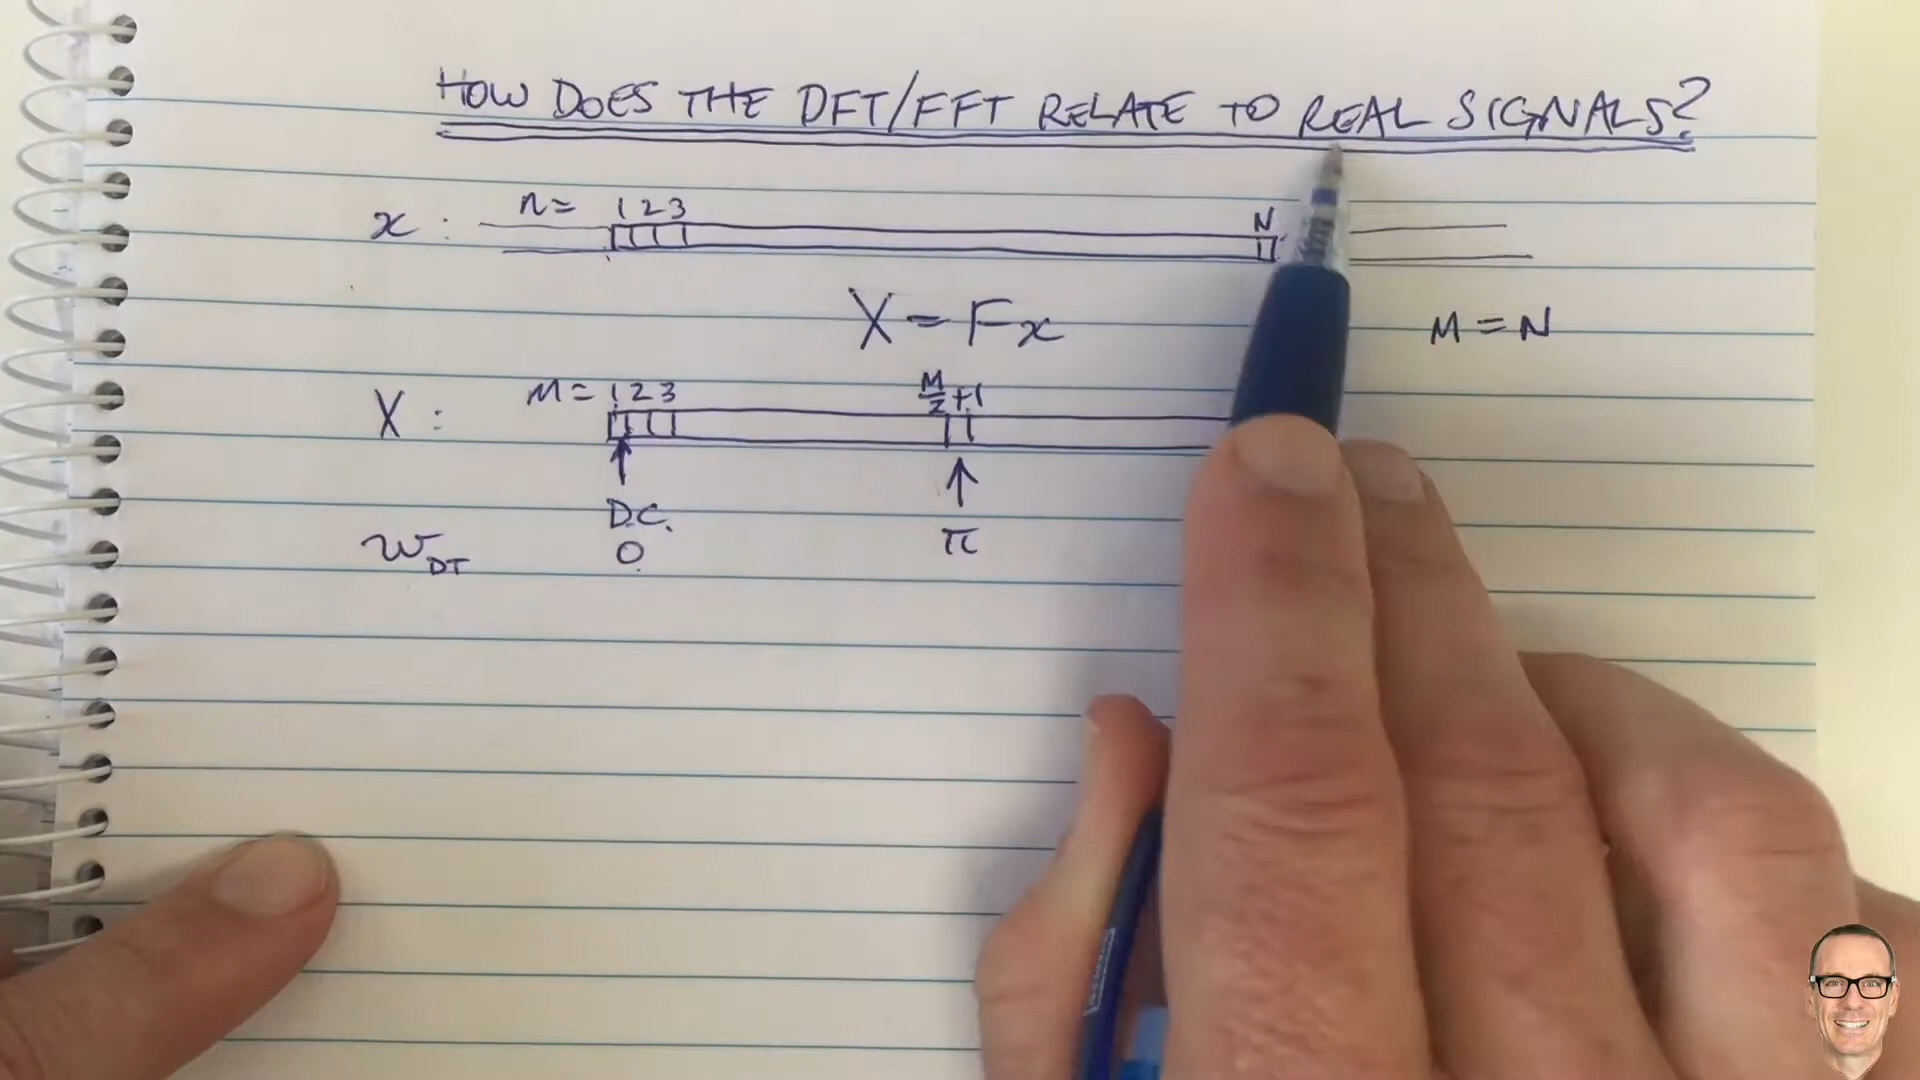 HOW DOES THE DFT/FFT RELATE TO REAL SIGNALS?
x : n = 1 2 3 N
X = Fx M = N
X : m = 1 2 3 M/2 +1
D.C.
ω_DT 0 π